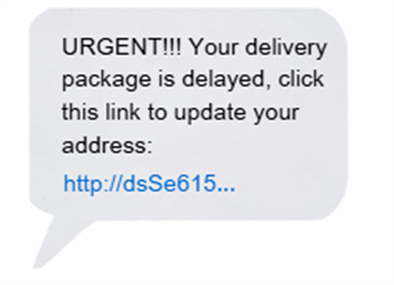 URGENT!!! Your delivery
package is delayed, click
this link to update your
address:
http://dsSe615...